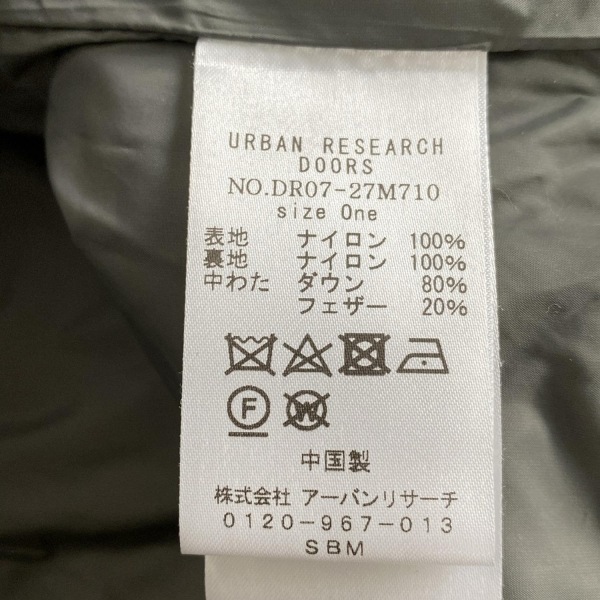 URBAN RESEARCH
DOORS
NO.DR07-27M710
size One
表地 ナイロン 100%
裏地 ナイロン 100%
中わた ダウン 80%
フェザー 20%
F W
中国製
株式会社 アーバンリサーチ
0120-967-013
SBM